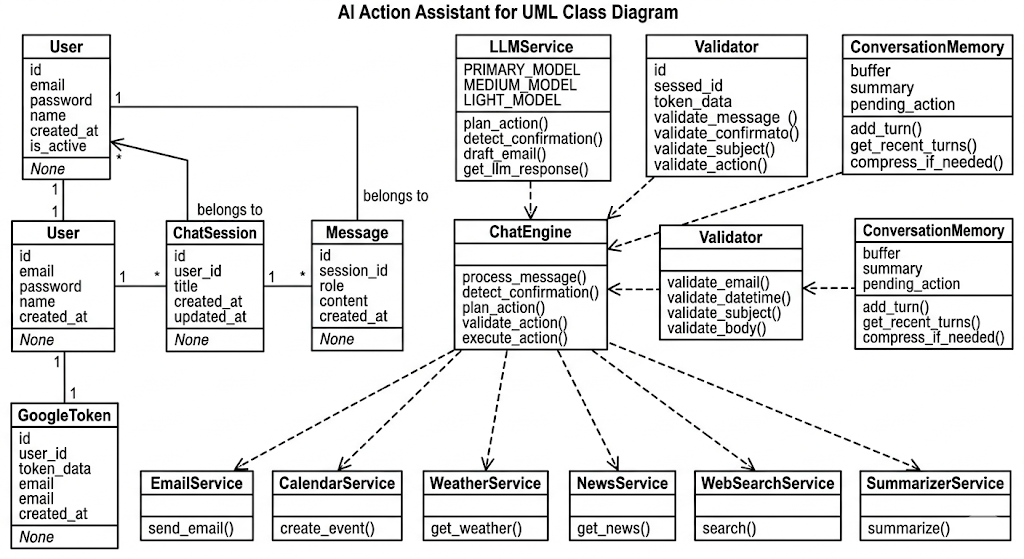 AI Action Assistant for UML Class Diagram
User
id
email
password
name
created_at
is_active
None
LLMService
PRIMARY_MODEL
MEDIUM_MODEL
LIGHT_MODEL
plan_action()
detect_confirmation()
draft_email()
get_llm_response()
Validator
id
sessed_id
token_data
validate_message ()
validate_confirmato()
validate_subject()
validate_action()
ConversationMemory
buffer
summary
pending_action
add_turn()
get_recent_turns()
compress_if_needed()
1
*
belongs to
belongs to
1
1
User
id
email
password
name
created_at
None
1
*
ChatSession
id
user_id
title
created_at
updated_at
None
1
*
Message
id
session_id
role
content
created_at
None
ChatEngine
process_message()
detect_confirmation()
plan_action()
validate_action()
execute_action()
Validator
validate_email()
validate_datetime()
validate_subject()
validate_body()
ConversationMemory
buffer
summary
pending_action
add_turn()
get_recent_turns()
compress_if_needed()
1
1
GoogleToken
id
user_id
token_data
email
email
created_at
None
EmailService
send_email()
CalendarService
create_event()
WeatherService
get_weather()
NewsService
get_news()
WebSearchService
search()
SummarizerService
summarize()